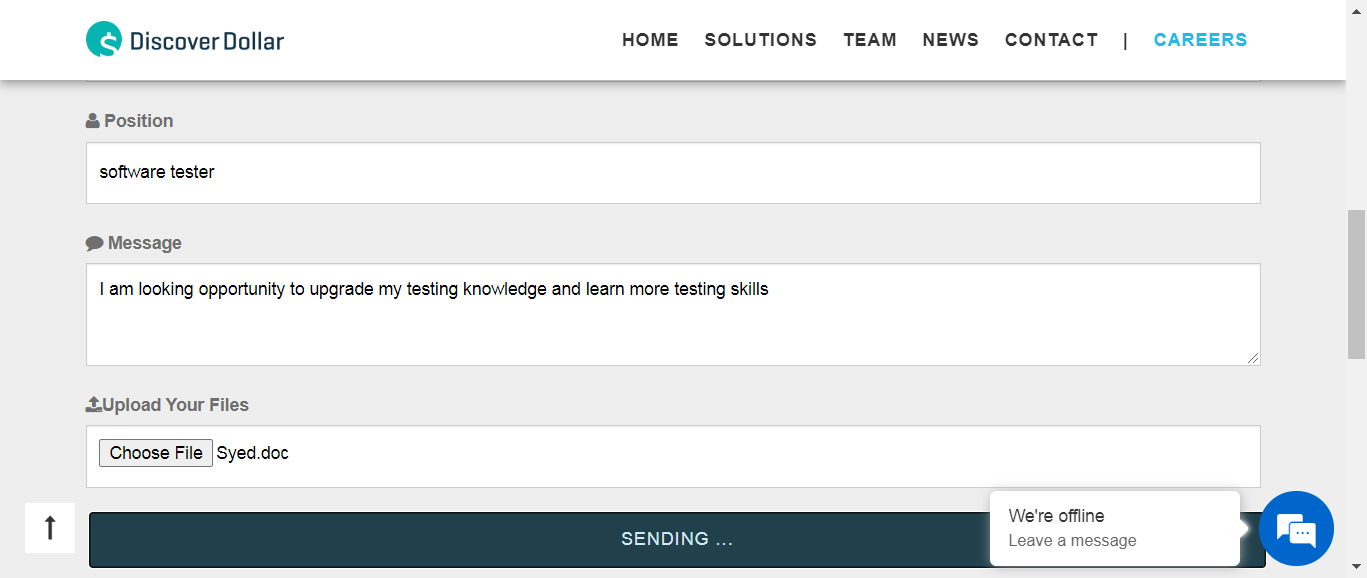 Discover Dollar
HOME SOLUTIONS TEAM NEWS CONTACT | CAREERS
Position
software tester
Message
I am looking opportunity to upgrade my testing knowledge and learn more testing skills
Upload Your Files
Choose File Syed.doc
We're offline
Leave a message
SENDING ...